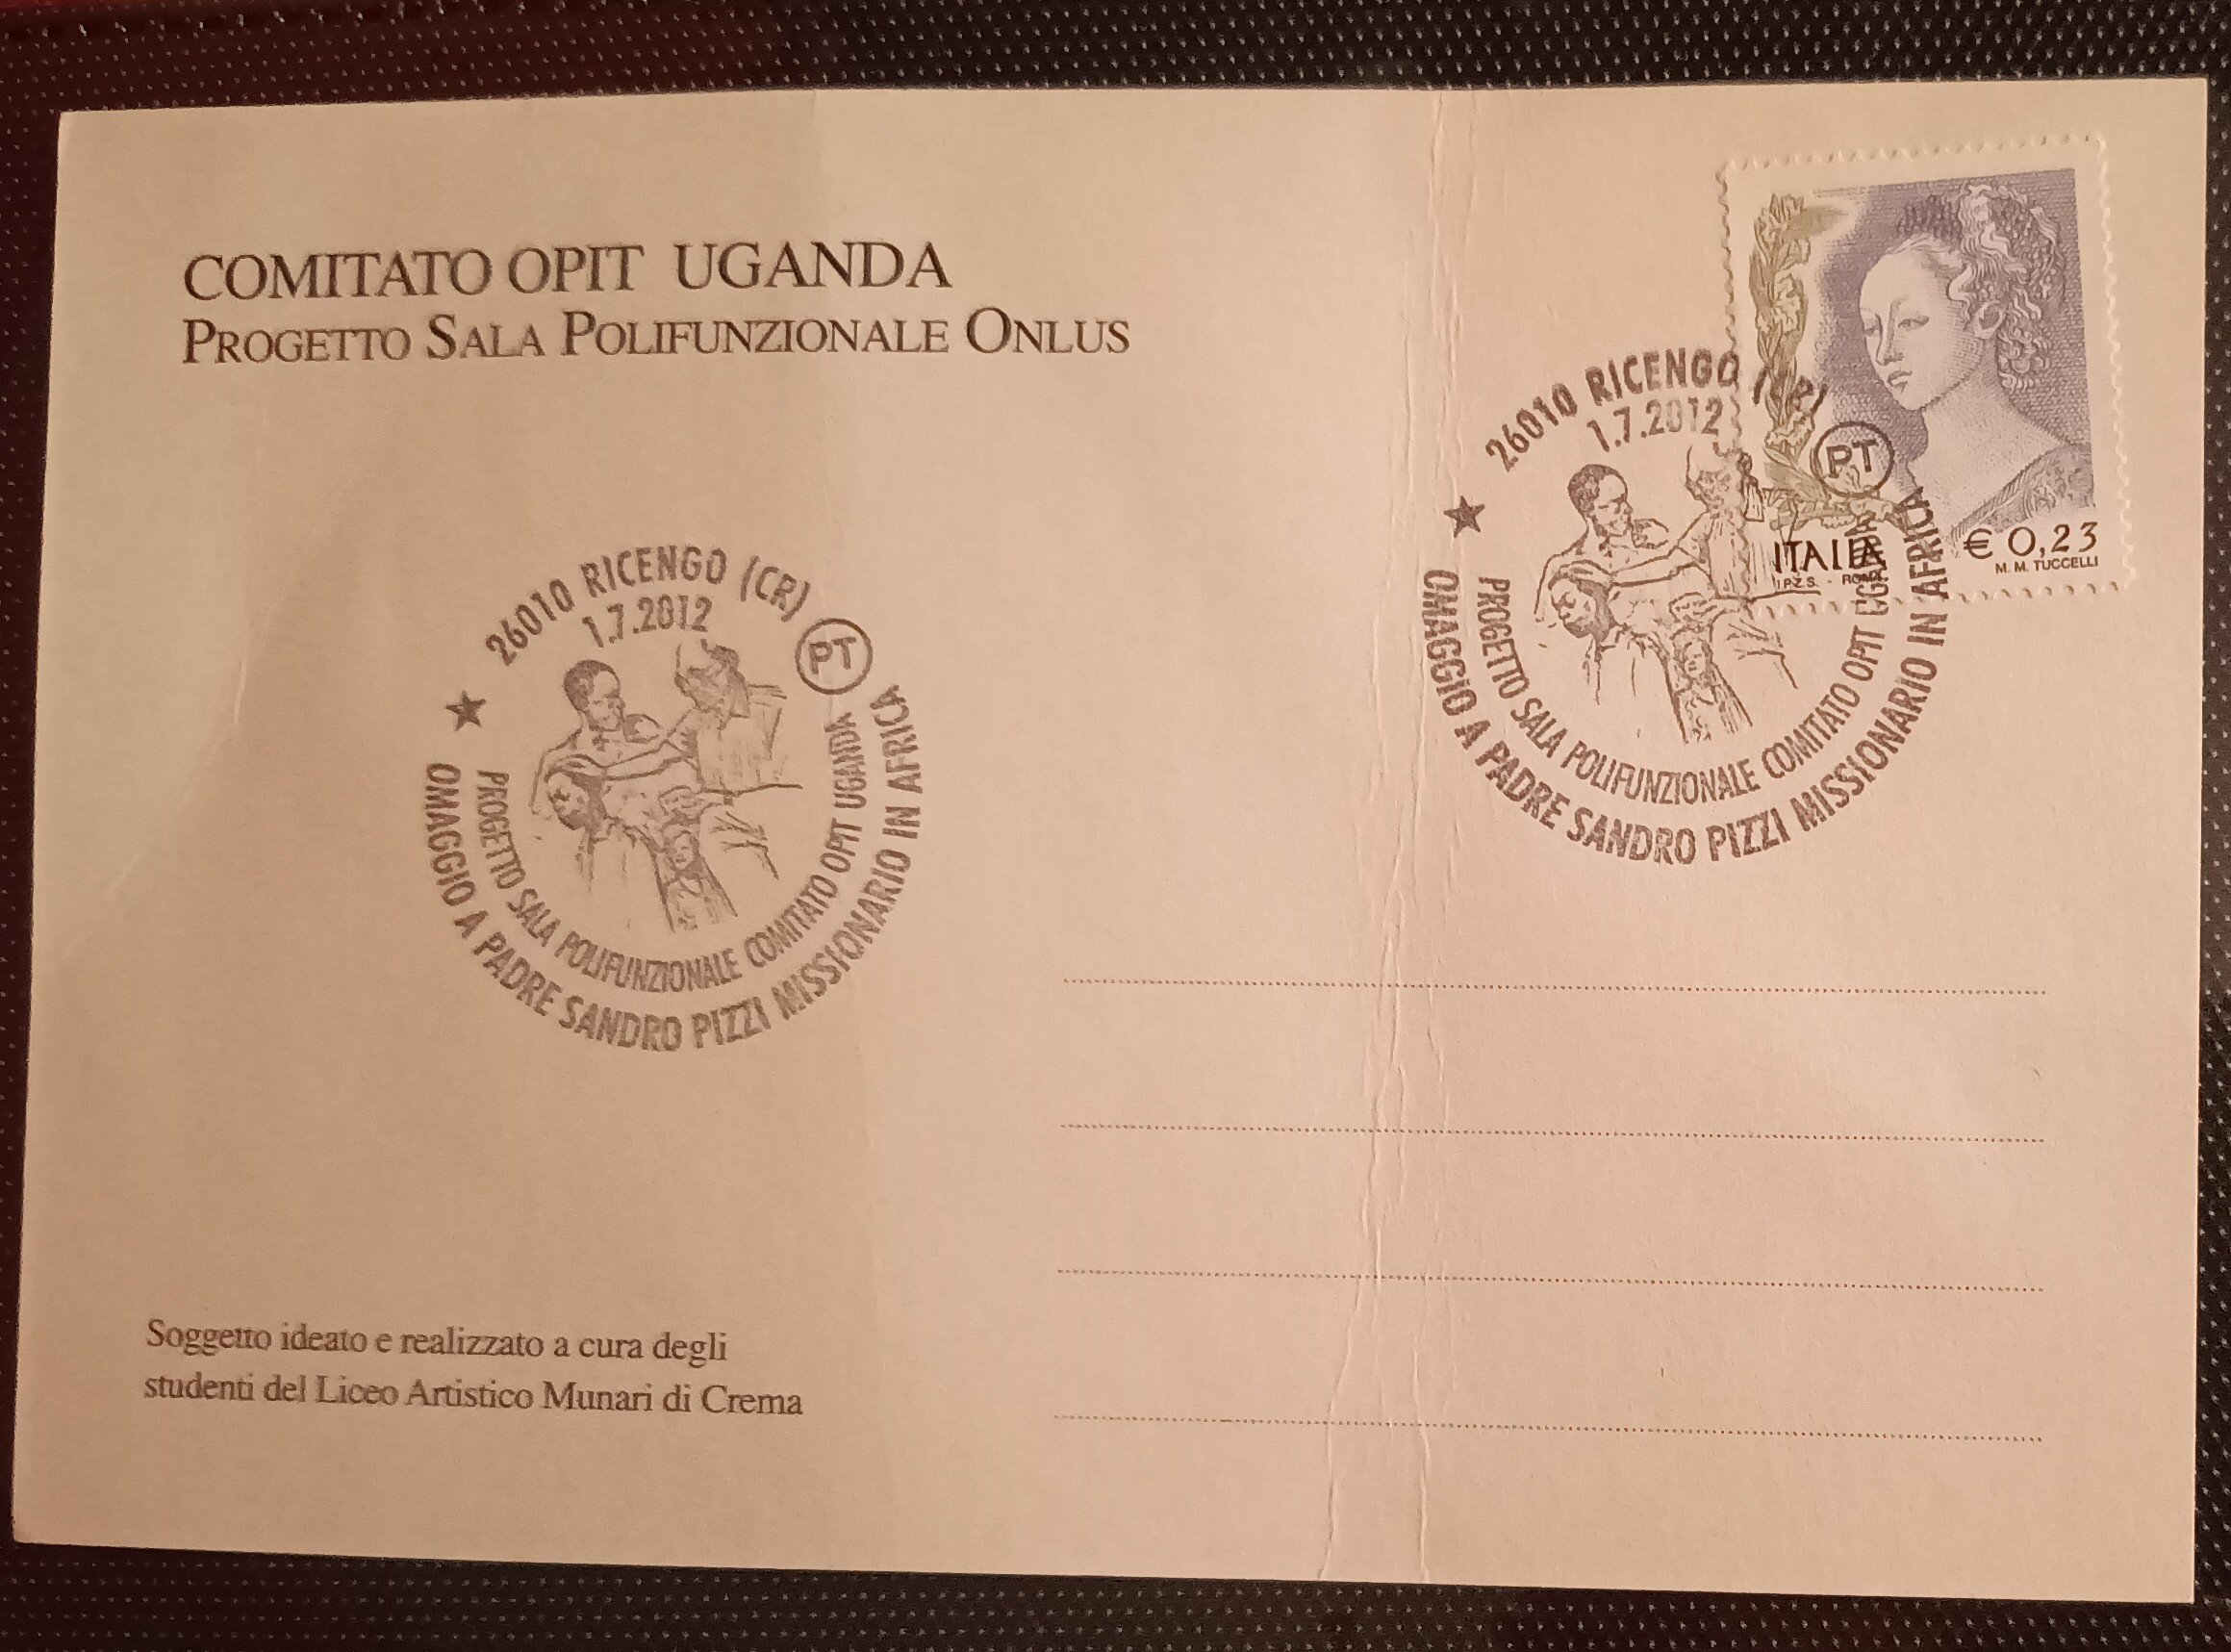 COMITATO OPIT UGANDA
PROGETTO SALA POLIFUNZIONALE ONLUS
ITALIA
€ 0,23
I.P.Z.S. - ROMA
M. M. TUCCELLI
26010 RICENGO (CR)
1.7.2012
PT
PROGETTO SALA POLIFUNZIONALE COMITATO OPIT UGANDA
OMAGGIO A PADRE SANDRO PIZZI MISSIONARIO IN AFRICA
26010 RICENGO (CR)
1.7.2012
PT
PROGETTO SALA POLIFUNZIONALE COMITATO OPIT UGANDA
OMAGGIO A PADRE SANDRO PIZZI MISSIONARIO IN AFRICA
Soggetto ideato e realizzato a cura degli
studenti del Liceo Artistico Munari di Crema